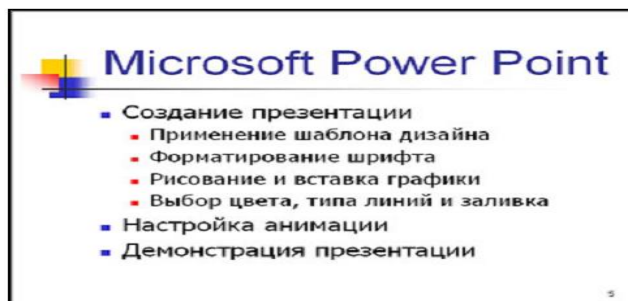 Microsoft Power Point
Создание презентации
Применение шаблона дизайна
Форматирование шрифта
Рисование и вставка графики
Выбор цвета, типа линий и заливка
Настройка анимации
Демонстрация презентации
5